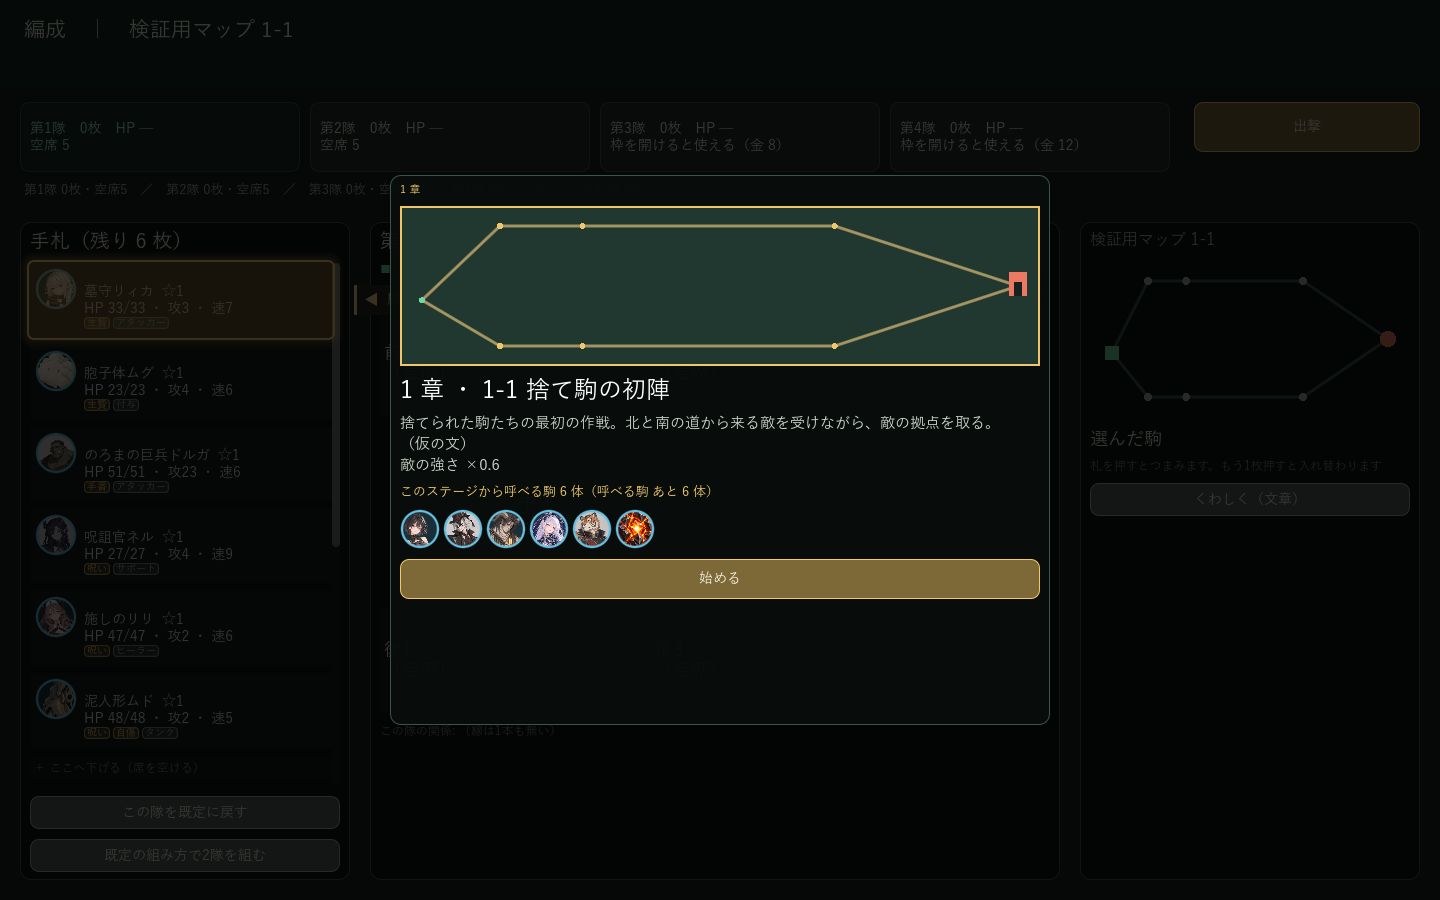 編成 ｜ 検証用マップ 1-1
第1隊　0枚　HP —
空席 5
第2隊　0枚　HP —
空席 5
第3隊　0枚　HP —
枠を開けると使える（金 8）
第4隊　0枚　HP —
枠を開けると使える（金 12）
出撃
第1隊 0枚・空席5　／　第2隊 0枚・空席5　／　第3隊 0枚・空
手札（残り 6 枚）
墓守リィカ ☆1
HP 33/33 ・ 攻3 ・ 速7
生贄 アタッカー
胞子体ムグ ☆1
HP 23/23 ・ 攻4 ・ 速6
生贄 付与
のろまの巨兵ドルガ ☆1
HP 51/51 ・ 攻23 ・ 速6
手番 アタッカー
呪詛官ネル ☆1
HP 27/27 ・ 攻4 ・ 速9
呪い サポート
施しのリリ ☆1
HP 47/47 ・ 攻2 ・ 速6
呪い ヒーラー
泥人形ムド ☆1
HP 48/48 ・ 攻2 ・ 速5
呪い 自傷 タンク
＋ ここへ下げる（席を空ける）
この隊を既定に戻す
既定の組み方で2隊を組む
1 章
1 章 ・ 1-1 捨て駒の初陣
捨てられた駒たちの最初の作戦。北と南の道から来る敵を受けながら、敵の拠点を取る。
（仮の文）
敵の強さ ×0.6
このステージから呼べる駒 6 体（呼べる駒 あと 6 体）
始める
この隊の関係: （線は1本も無い）
検証用マップ 1-1
選んだ駒
札を押すとつまみます。もう1枚押すと入れ替わります
くわしく（文章）